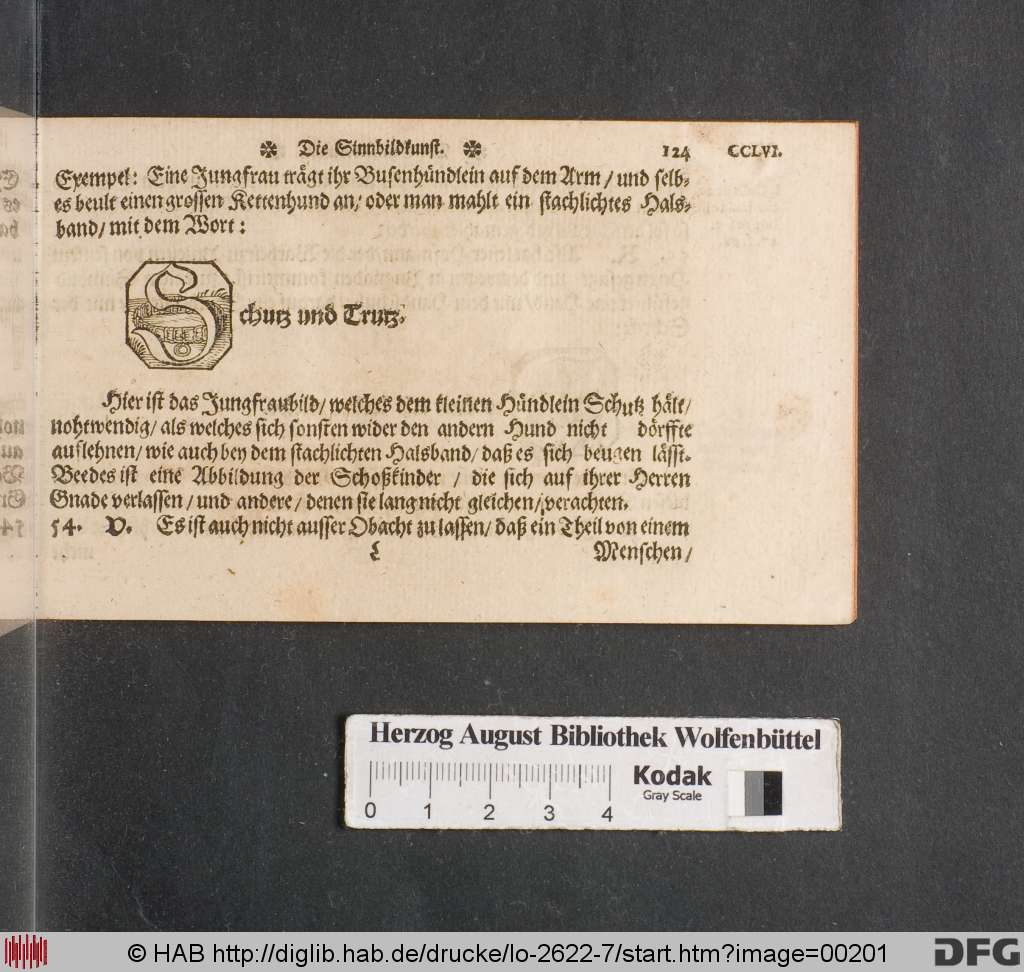 ✼ Die Sinnbildkunst. ✼ 124 CCLVI.
Exempel: Eine Jungfrau trägt ihr Busenhündlein auf dem Arm / und selb-
es beult einen grossen Kettenhund an / oder man mahlt ein stachlichtes Hals-
band / mit dem Wort:
Schutz und Trutz.
Hier ist das Jungfraubild / welches dem kleinen Hündlein Schutz hält /
nohtwendig / als welches sich sonsten wider den andern Hund nicht dörffte
auflehnen / wie auch bey dem stachlichten Halsband / daß es sich beugen lässt.
Beedes ist eine Abbildung der Schoßkinder / die sich auf ihrer Herren
Gnade verlassen / und andere / denen sie lang nicht gleichen / verachten.
54. V. Es ist auch nicht ausser Obacht zu lassen / daß ein Theil von einem
L Menschen /
Herzog August Bibliothek Wolfenbüttel
Kodak
Gray Scale
0 1 2 3 4
© HAB http://diglib.hab.de/drucke/lo-2622-7/start.htm?image=00201 DFG